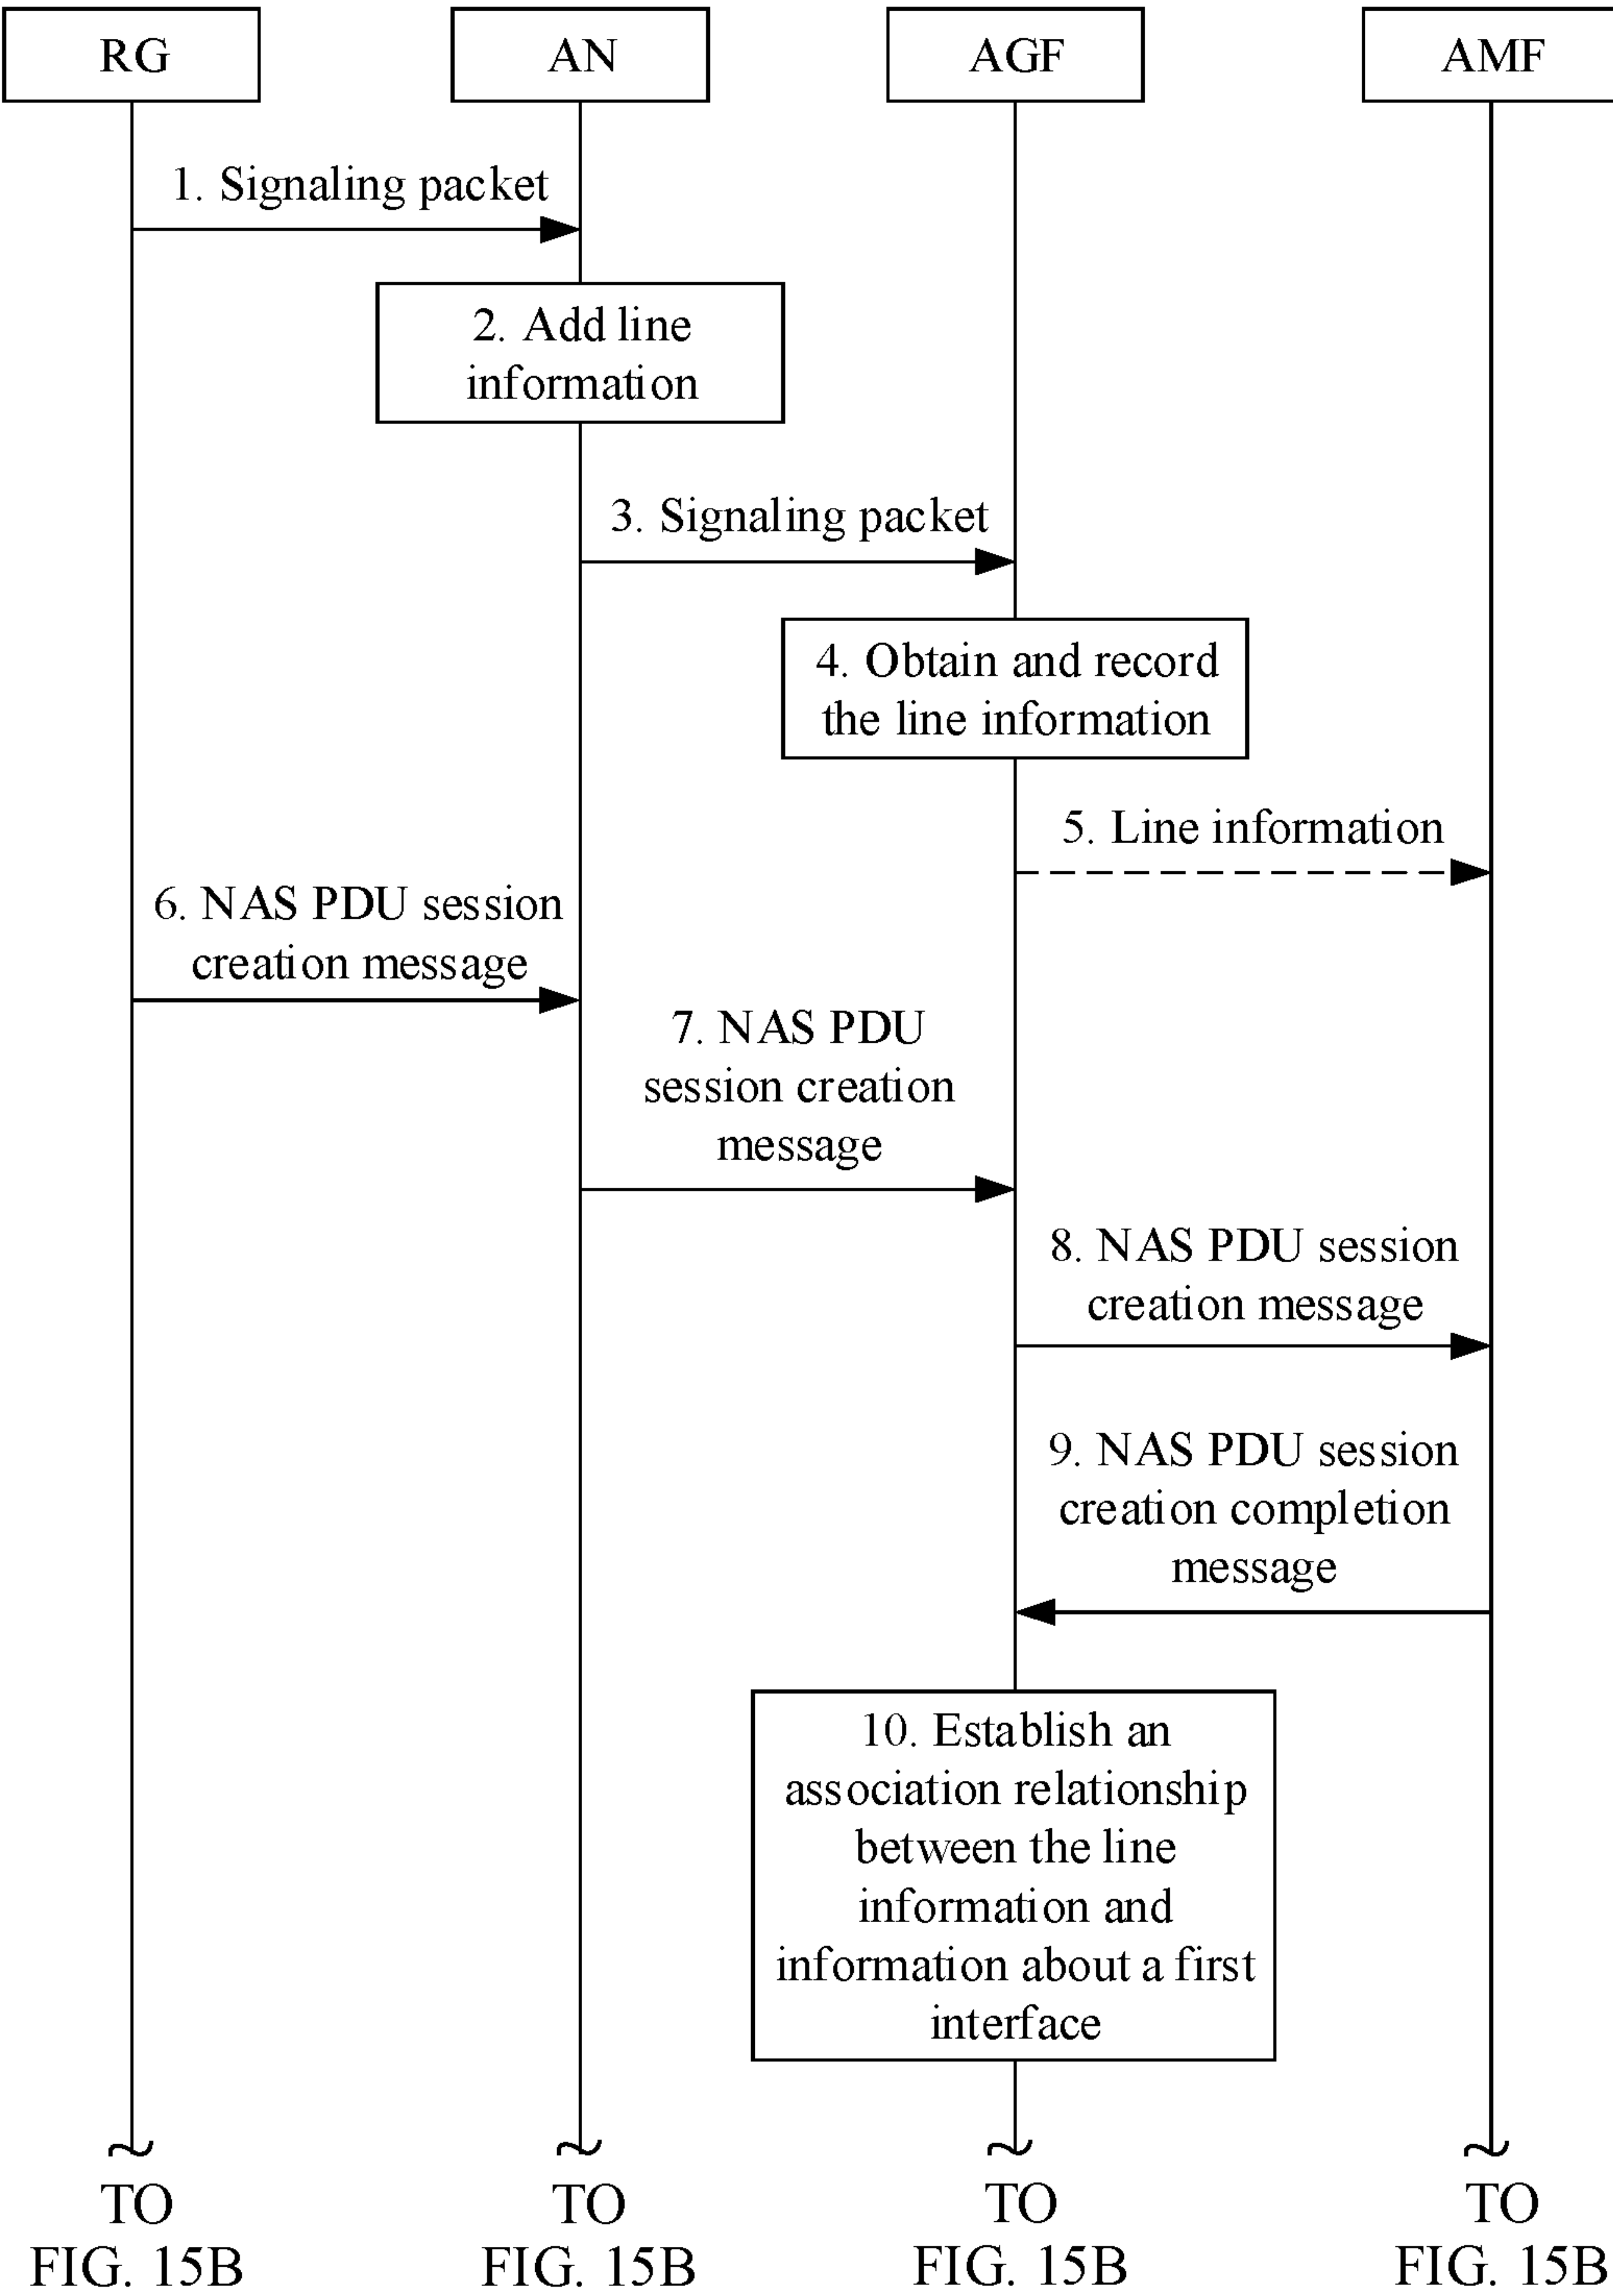 RG
AN
AGF
AMF
1. Signaling packet
2. Add line
information
3. Signaling packet
4. Obtain and record
the line information
5. Line information
6. NAS PDU session
creation message
7. NAS PDU
session creation
message
8. NAS PDU session
creation message
9. NAS PDU session
creation completion
message
10. Establish an
association relationship
between the line
information and
information about a first
interface
TO
FIG. 15B
TO
FIG. 15B
TO
FIG. 15B
TO
FIG. 15B